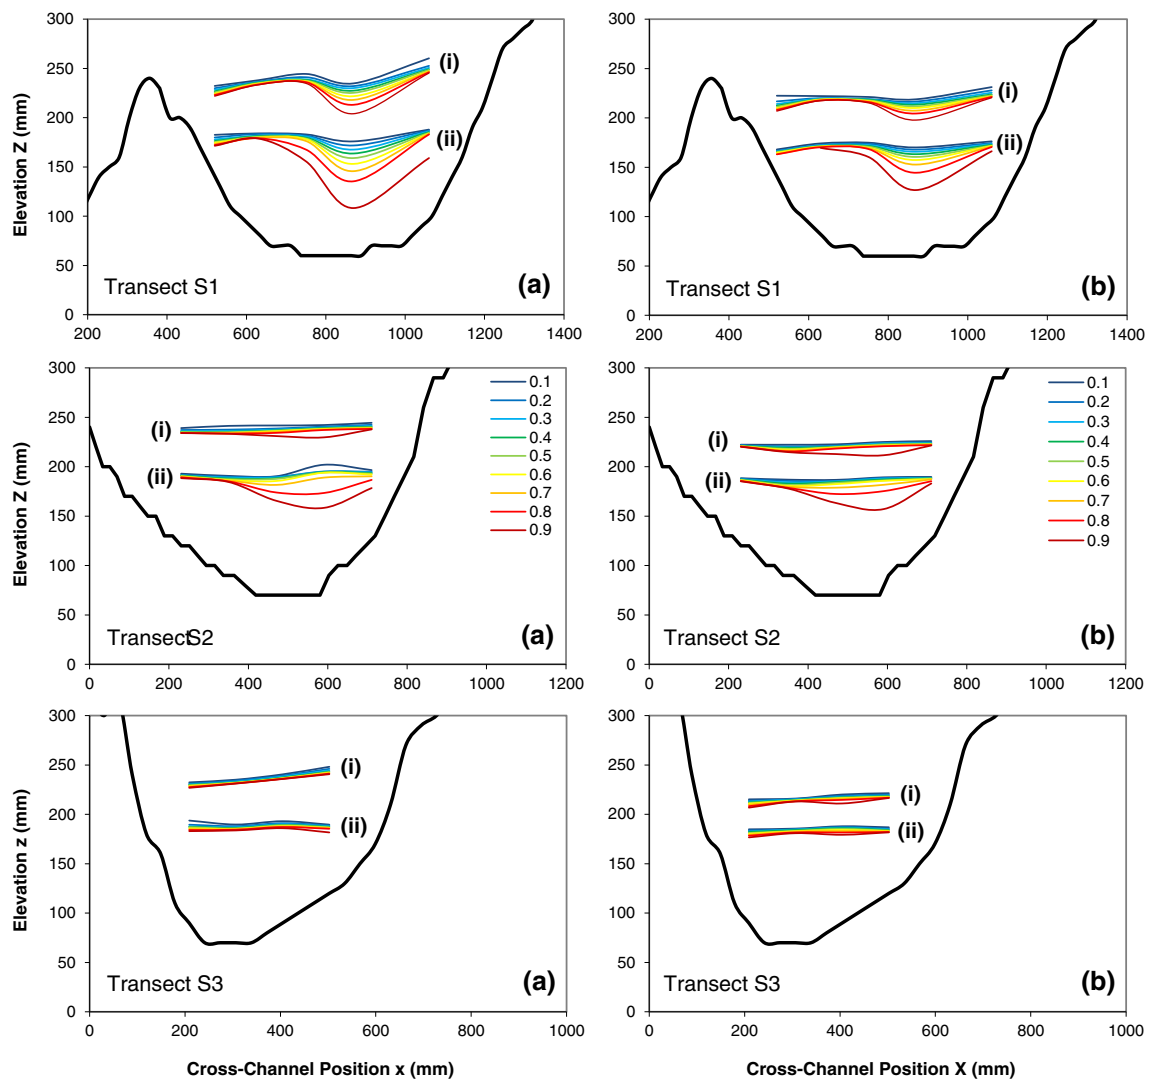 300
250
200
150
100
50
0
Elevation Z (mm)
(i)
(ii)
Transect S1
(a)
200 400 600 800 1000 1200 1400
300
250
200
150
100
50
0
(i)
(ii)
Transect S1
(b)
200 400 600 800 1000 1200 1400
300
250
200
150
100
50
0
Elevation Z (mm)
(i)
(ii)
0.1
0.2
0.3
0.4
0.5
0.6
0.7
0.8
0.9
TransectS2
(a)
0 200 400 600 800 1000 1200
300
250
200
150
100
50
0
(i)
(ii)
0.1
0.2
0.3
0.4
0.5
0.6
0.7
0.8
0.9
Transect S2
(b)
0 200 400 600 800 1000 1200
300
250
200
150
100
50
0
Elevation z (mm)
(i)
(ii)
Transect S3
(a)
0 200 400 600 800 1000
Cross-Channel Position x (mm)
300
250
200
150
100
50
0
(i)
(ii)
Transect S3
(b)
0 200 400 600 800 1000
Cross-Channel Position X (mm)